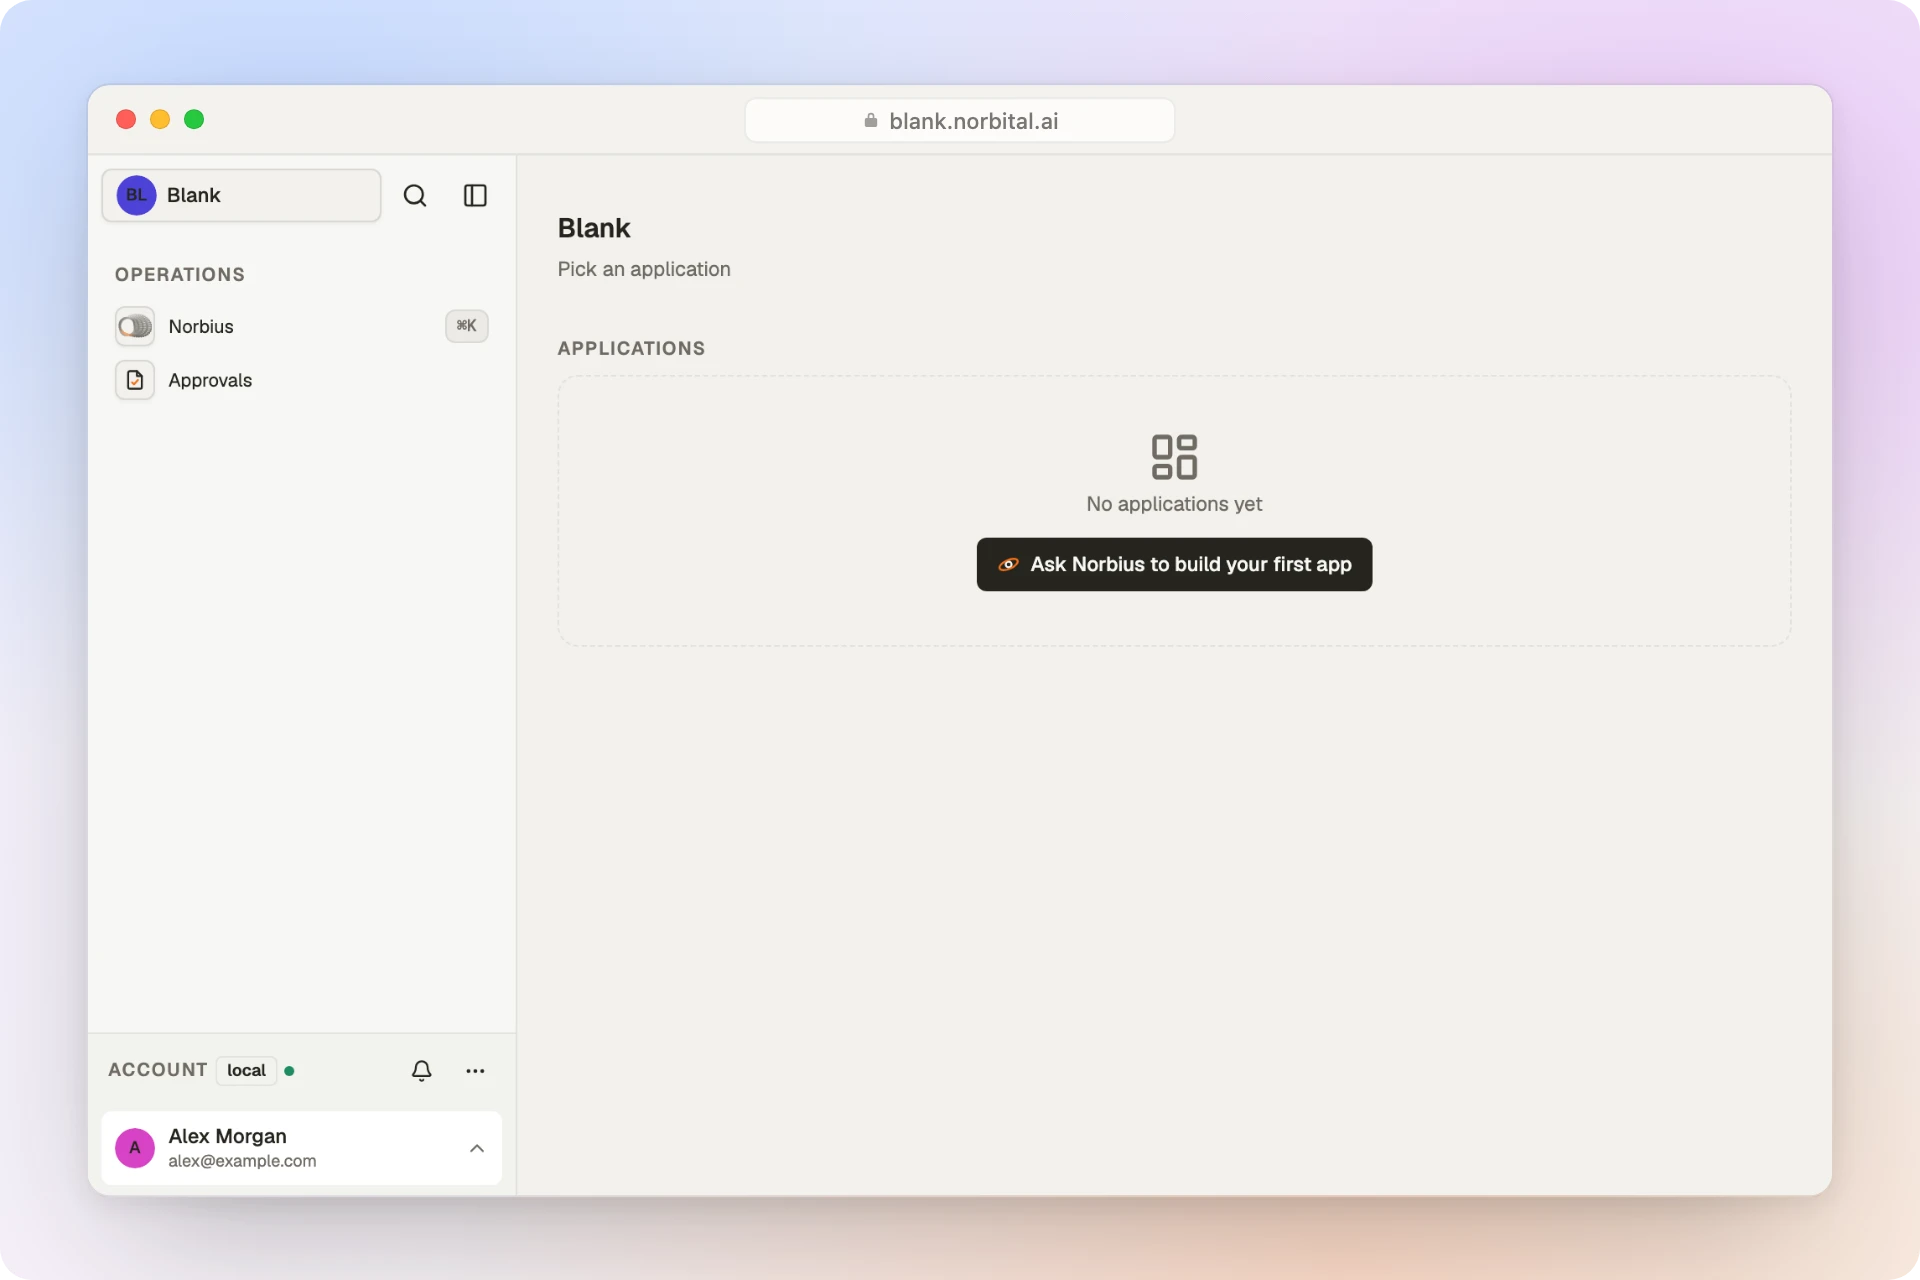 blank.norbital.ai
BL Blank
OPERATIONS
Norbius ⌘K
Approvals
Blank
Pick an application
APPLICATIONS
No applications yet
Ask Norbius to build your first app
ACCOUNT local
A
Alex Morgan
alex@example.com